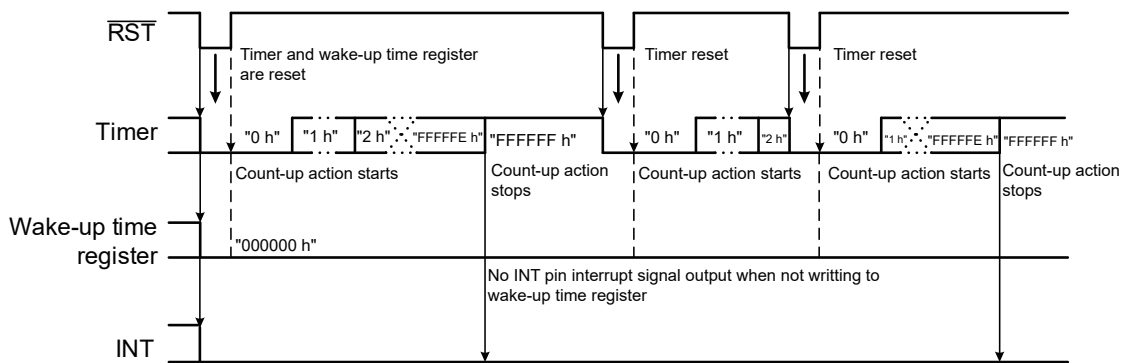 RST
Timer and wake-up time register
are reset
Timer reset
Timer reset
Timer
"0 h"
"1 h"
"2 h"
"FFFFFE h"
"FFFFFF h"
"0 h"
"1 h"
"2 h"
"0 h"
"1 h"
"FFFFFE h"
"FFFFFF h"
Count-up action starts
Count-up action
stops
Count-up action starts
Count-up action starts
Count-up action
stops
Wake-up time
register
"000000 h"
No INT pin interrupt signal output when not writting to
wake-up time register
INT